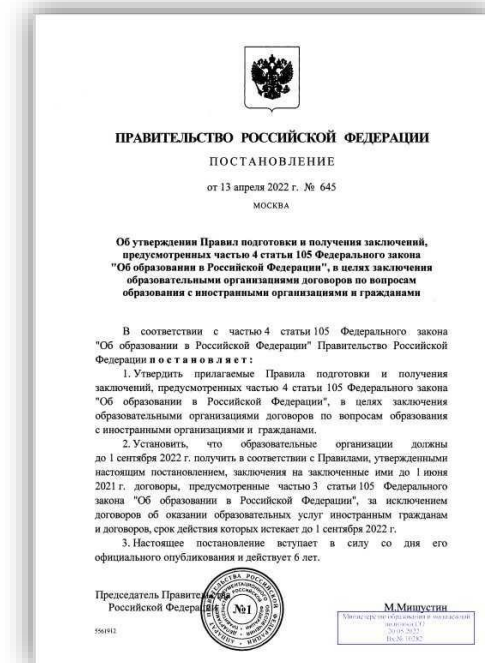 ПРАВИТЕЛЬСТВО РОССИЙСКОЙ ФЕДЕРАЦИИ
ПОСТАНОВЛЕНИЕ
от 13 апреля 2022 г. № 645
МОСКВА
Об утверждении Правил подготовки и получения заключений,
предусмотренных частью 4 статьи 105 Федерального закона
"Об образовании в Российской Федерации", в целях заключения
образовательными организациями договоров по вопросам
образования с иностранными организациями и гражданами
В соответствии с частью 4 статьи 105 Федерального закона
"Об образовании в Российской Федерации" Правительство Российской
Федерации постановляет:
1. Утвердить прилагаемые Правила подготовки и получения
заключений, предусмотренных частью 4 статьи 105 Федерального закона
"Об образовании в Российской Федерации", в целях заключения
образовательными организациями договоров по вопросам образования
с иностранными организациями и гражданами.
2. Установить, что образовательные организации должны
до 1 сентября 2022 г. получить в соответствии с Правилами, утвержденными
настоящим постановлением, заключения на заключенные ими до 1 июня
2021 г. договоры, предусмотренные частью 3 статьи 105 Федерального
закона "Об образовании в Российской Федерации", за исключением
договоров об оказании образовательных услуг иностранным гражданам
и договоров, срок действия которых истекает до 1 сентября 2022 г.
3. Настоящее постановление вступает в силу со дня его
официального опубликования и действует 6 лет.
Председатель Правительства
Российской Федерации
№1
М.Мишустин
5561912